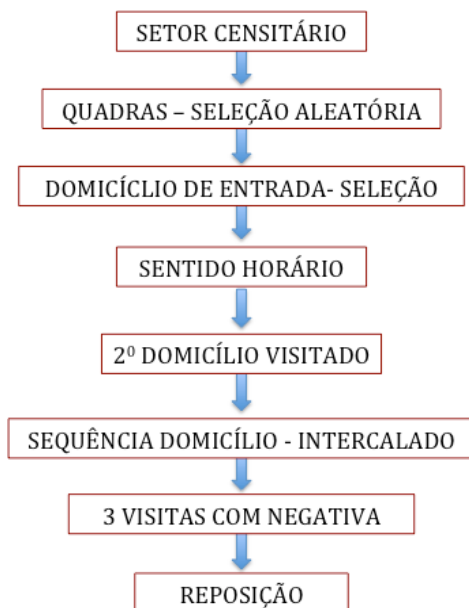 SETOR CENSITÁRIO
QUADRAS – SELEÇÃO ALEATÓRIA
DOMICÍCLIO DE ENTRADA- SELEÇÃO
SENTIDO HORÁRIO
2⁰ DOMICÍLIO VISITADO
SEQUÊNCIA DOMICÍLIO - INTERCALADO
3 VISITAS COM NEGATIVA
REPOSIÇÃO